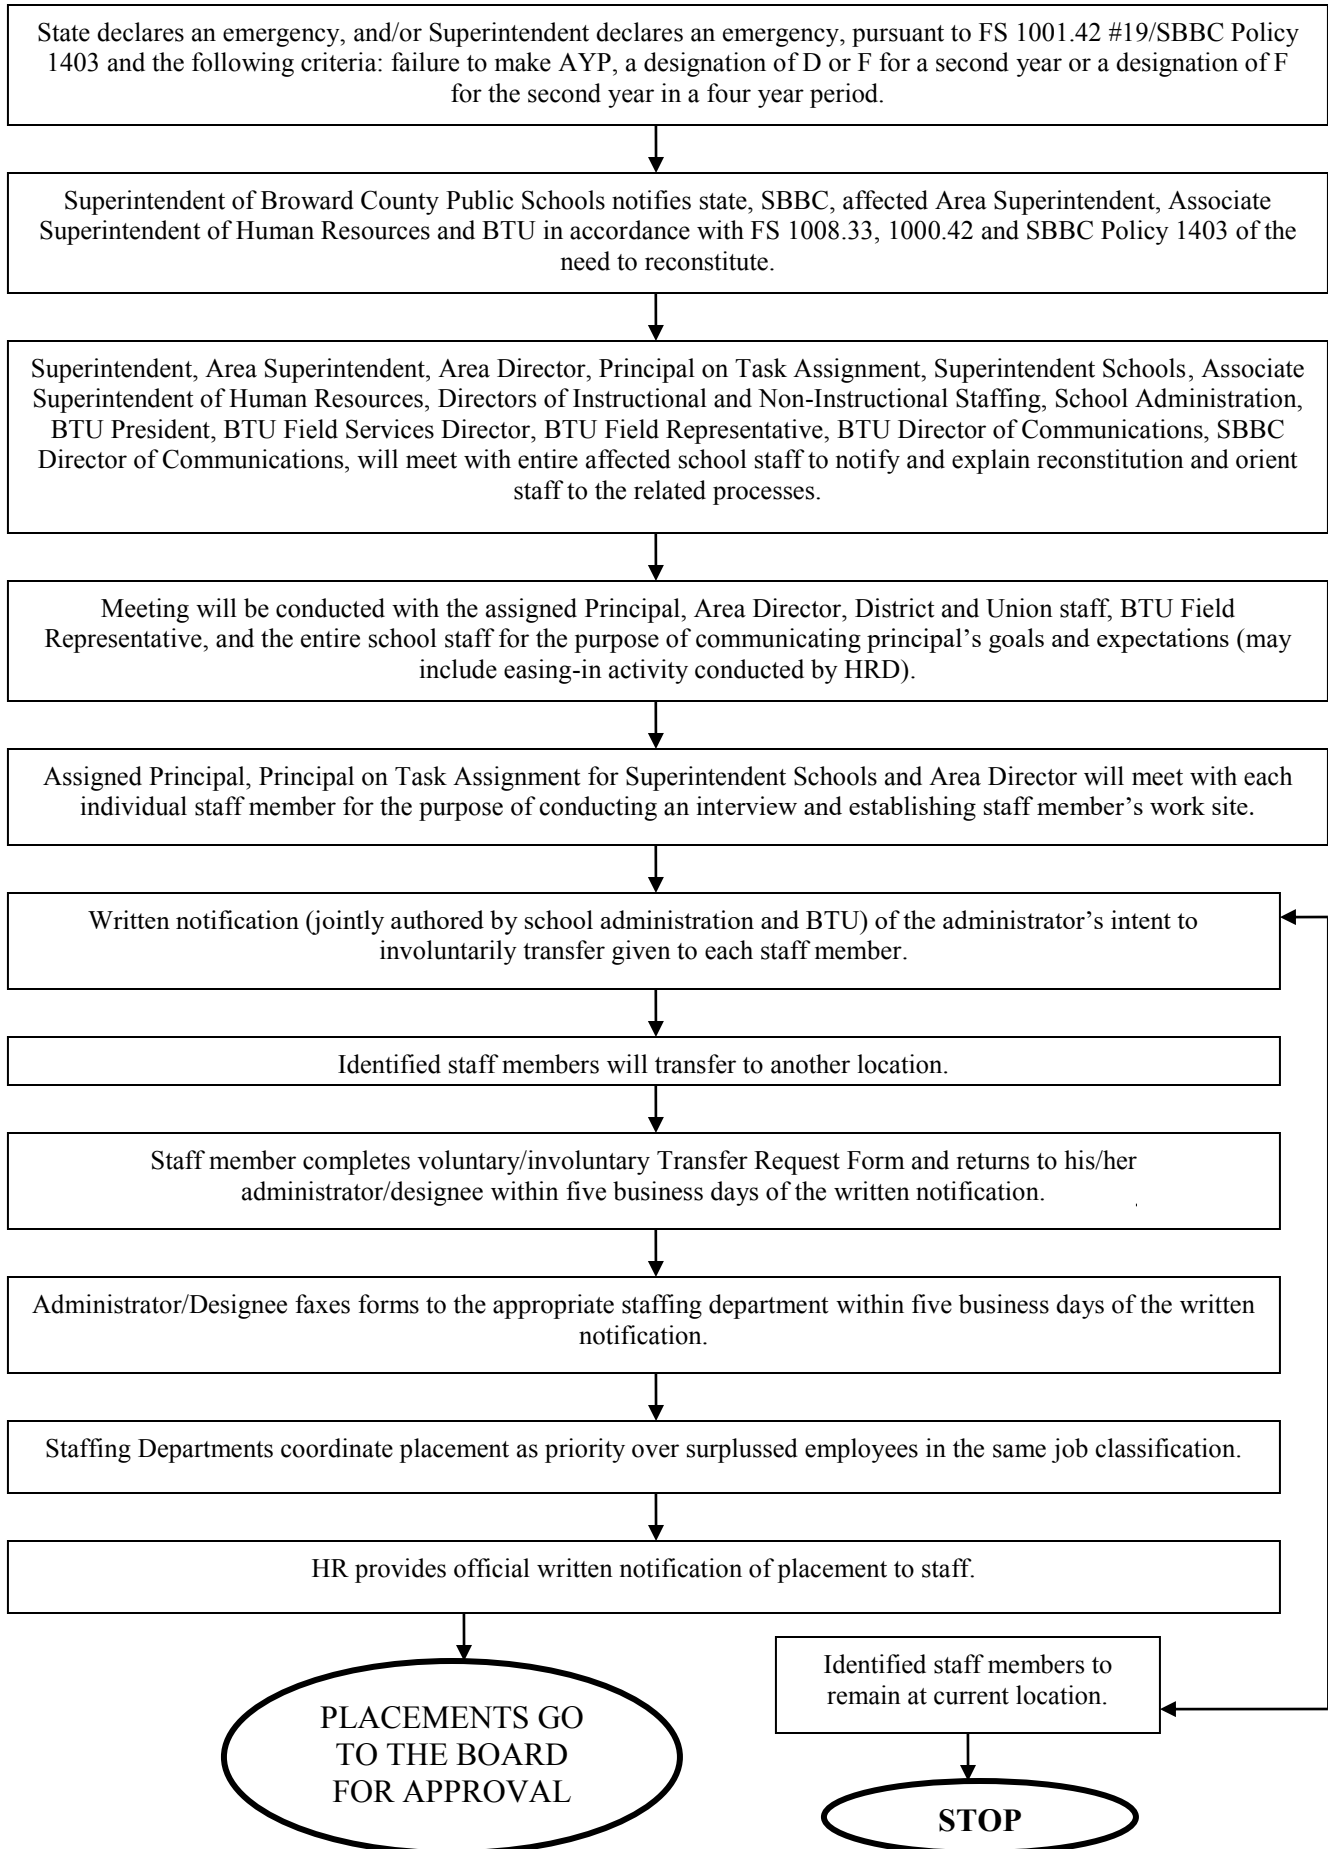 State declares an emergency, and/or Superintendent declares an emergency, pursuant to FS 1001.42 #19/SBBC Policy
1403 and the following criteria: failure to make AYP, a designation of D or F for a second year or a designation of F
for the second year in a four year period.
Superintendent of Broward County Public Schools notifies state, SBBC, affected Area Superintendent, Associate
Superintendent of Human Resources and BTU in accordance with FS 1008.33, 1000.42 and SBBC Policy 1403 of the
need to reconstitute.
Superintendent, Area Superintendent, Area Director, Principal on Task Assignment, Superintendent Schools, Associate
Superintendent of Human Resources, Directors of Instructional and Non-Instructional Staffing, School Administration,
BTU President, BTU Field Services Director, BTU Field Representative, BTU Director of Communications, SBBC
Director of Communications, will meet with entire affected school staff to notify and explain reconstitution and orient
staff to the related processes.
Meeting will be conducted with the assigned Principal, Area Director, District and Union staff, BTU Field
Representative, and the entire school staff for the purpose of communicating principal's goals and expectations (may
include easing-in activity conducted by HRD).
Assigned Principal, Principal on Task Assignment for Superintendent Schools and Area Director will meet with each
individual staff member for the purpose of conducting an interview and establishing staff member's work site.
Written notification (jointly authored by school administration and BTU) of the administrator's intent to
involuntarily transfer given to each staff member.
Identified staff members will transfer to another location.
Staff member completes voluntary/involuntary Transfer Request Form and returns to his/her
administrator/designee within five business days of the written notification.
Administrator/Designee faxes forms to the appropriate staffing department within five business days of the written
notification.
Staffing Departments coordinate placement as priority over surplussed employees in the same job classification.
HR provides official written notification of placement to staff.
PLACEMENTS GO
TO THE BOARD
FOR APPROVAL
Identified staff members to
remain at current location.
STOP